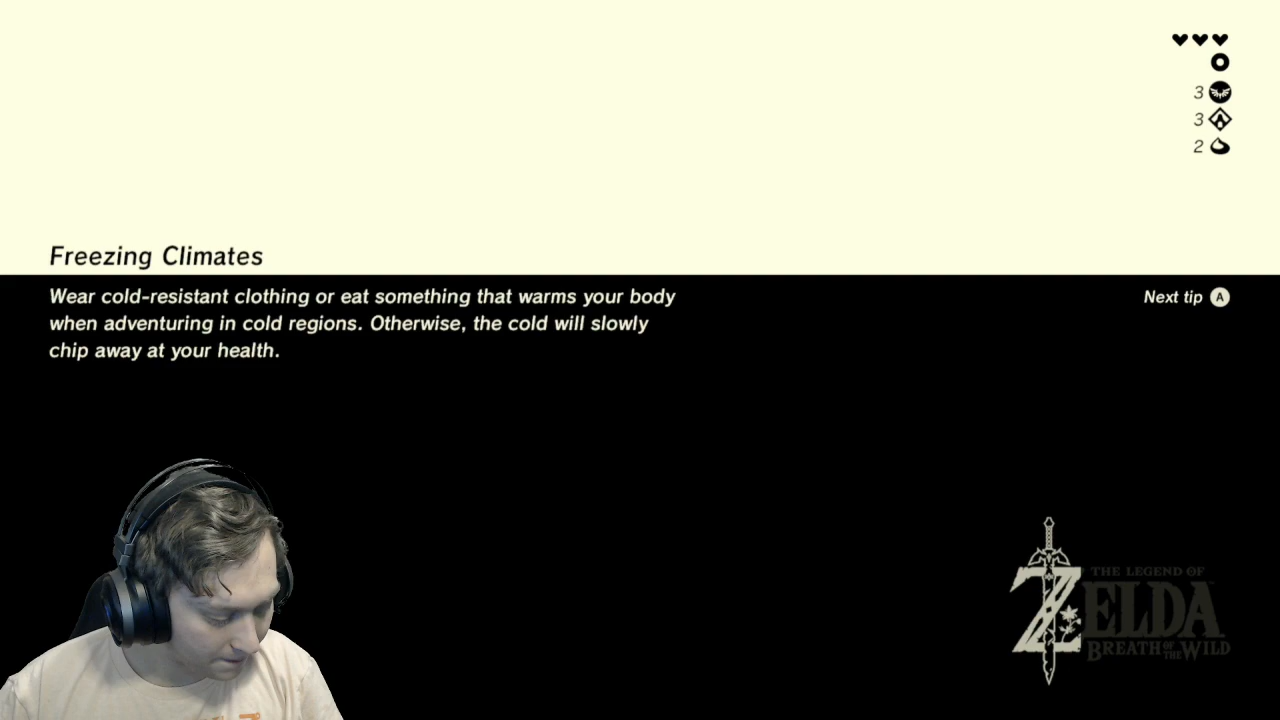 3
3
2
Freezing Climates
Wear cold-resistant clothing or eat something that warms your body
when adventuring in cold regions. Otherwise, the cold will slowly
chip away at your health.
Next tip A
THE LEGEND OF
ZELDA
BREATH OF THE WILD